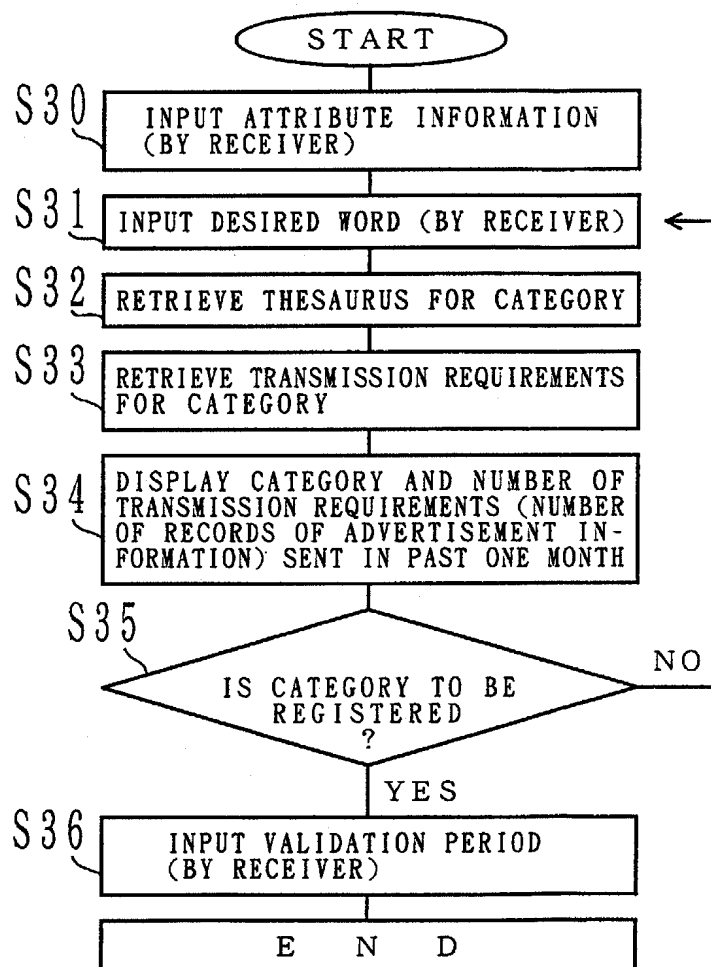 START
S30
INPUT ATTRIBUTE INFORMATION
(BY RECEIVER)
S31
INPUT DESIRED WORD (BY RECEIVER)
S32
RETRIEVE THESAURUS FOR CATEGORY
S33
RETRIEVE TRANSMISSION REQUIREMENTS
FOR CATEGORY
S34
DISPLAY CATEGORY AND NUMBER OF
TRANSMISSION REQUIREMENTS (NUMBER
OF RECORDS OF ADVERTISEMENT IN-
FORMATION) SENT IN PAST ONE MONTH
S35
IS CATEGORY TO BE
REGISTERED
?
NO
YES
S36
INPUT VALIDATION PERIOD
(BY RECEIVER)
END